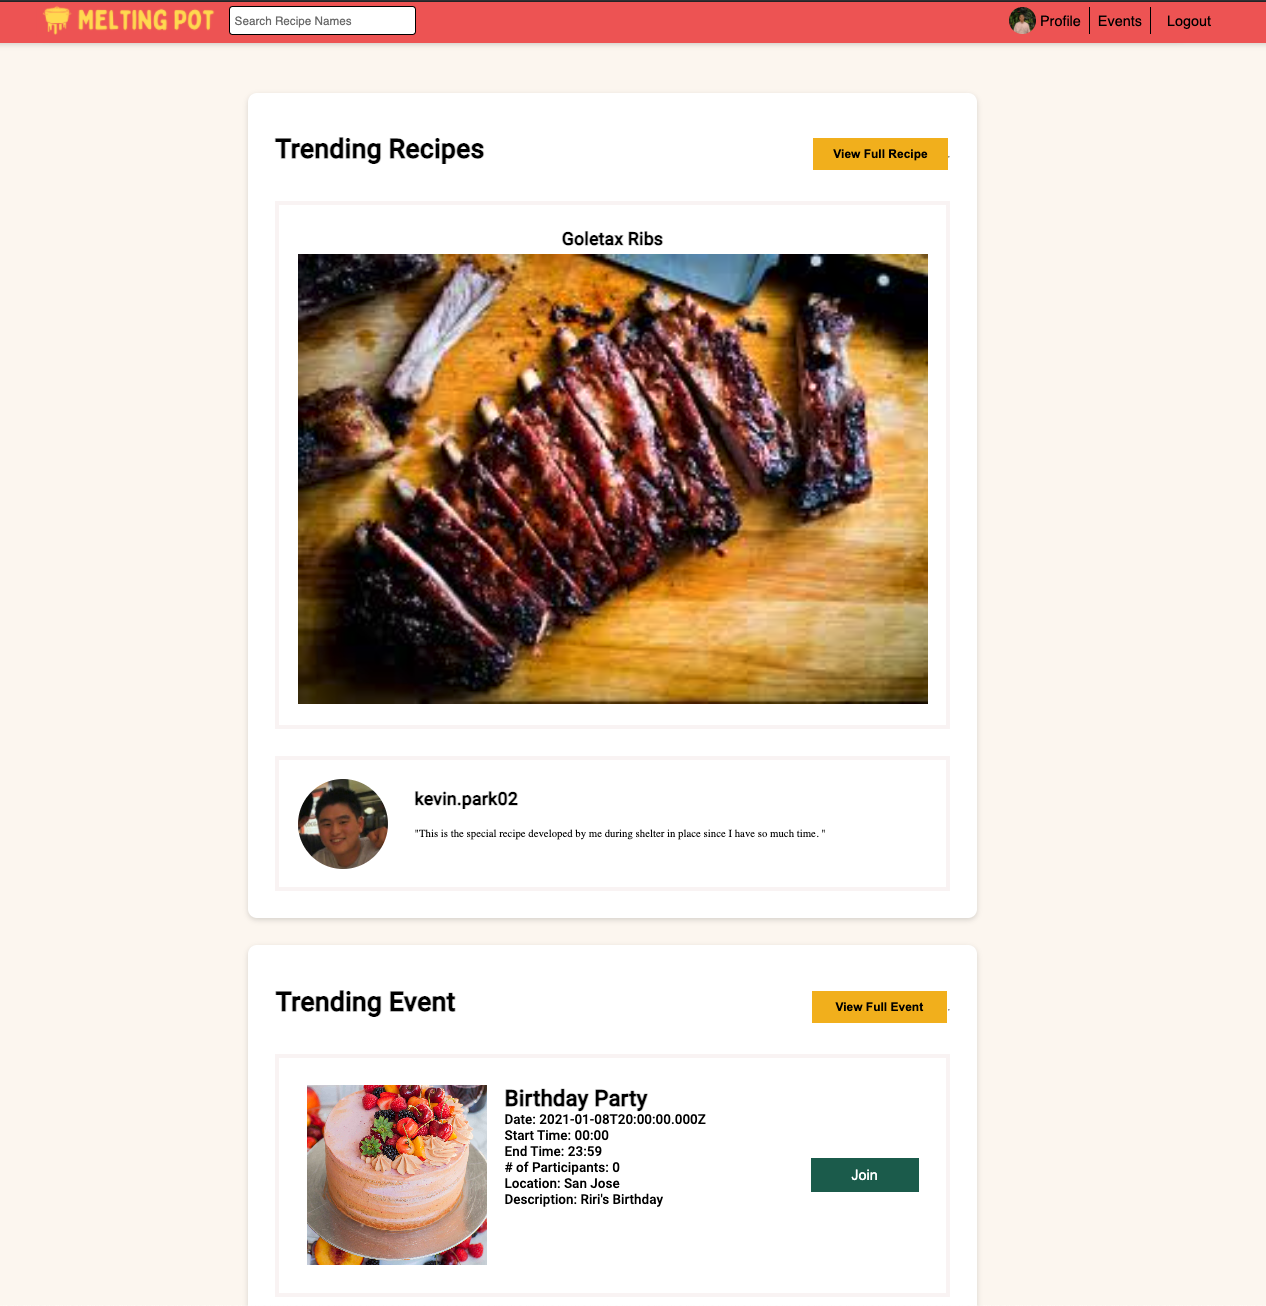 MELTING POT
Search Recipe Names
Profile
Events
Logout
Trending Recipes
View Full Recipe
Goletax Ribs
kevin.park02
"This is the special recipe developed by me during shelter in place since I have so much time. "
Trending Event
View Full Event
Birthday Party
Date: 2021-01-08T20:00:00.000Z
Start Time: 00:00
End Time: 23:59
# of Participants: 0
Location: San Jose
Description: Riri's Birthday
Join